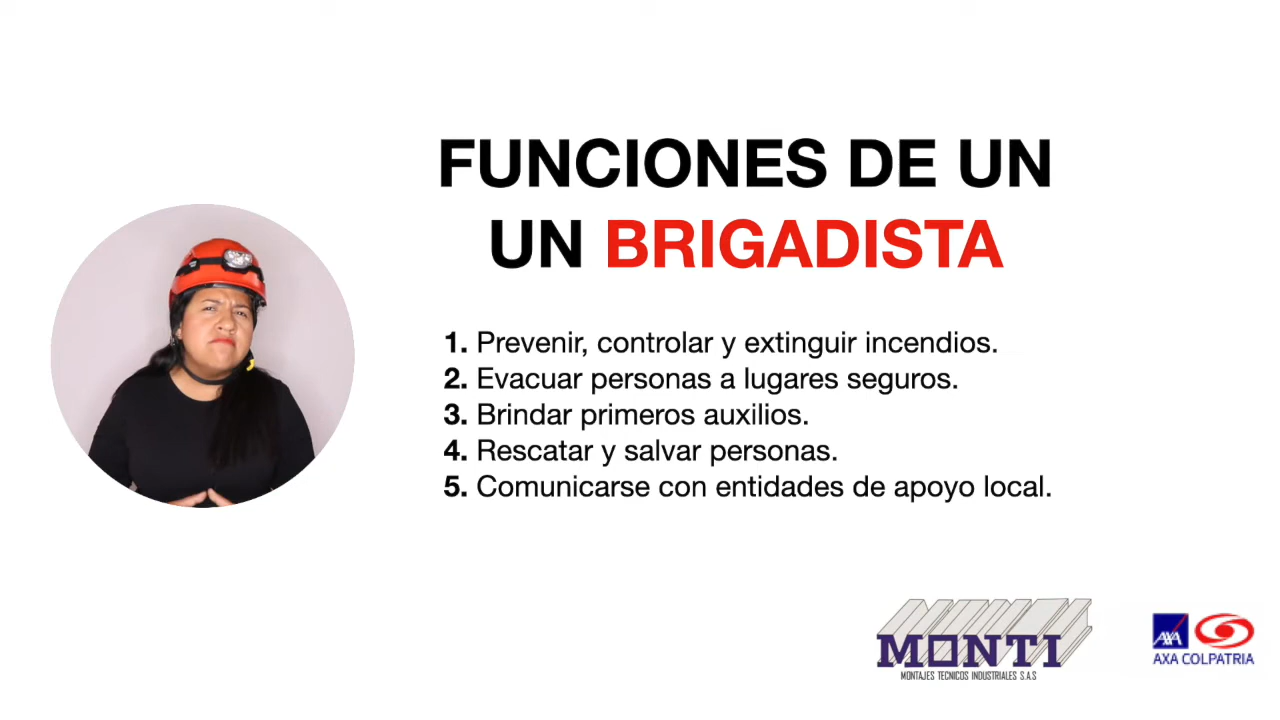 FUNCIONES DE UN
UN BRIGADISTA
1. Prevenir, controlar y extinguir incendios.
2. Evacuar personas a lugares seguros.
3. Brindar primeros auxilios.
4. Rescatar y salvar personas.
5. Comunicarse con entidades de apoyo local.
MONTI
MONTAJES TECNICOS INDUSTRIALES S.A.S
AXA
AXA COLPATRIA